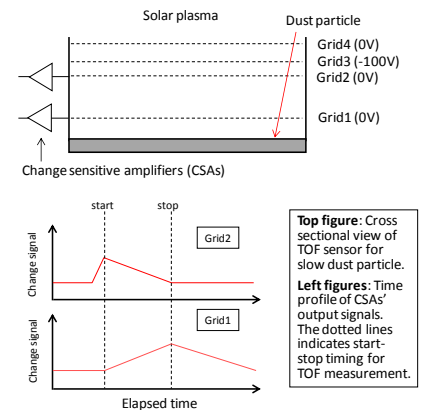 Solar plasma
Dust particle
Grid4 (0V)
Grid3 (-100V)
Grid2 (0V)
Grid1 (0V)
Change sensitive amplifiers (CSAs)
start
stop
Change signal
Grid2
Change signal
Grid1
Elapsed time
Top figure: Cross
sectional view of
TOF sensor for
slow dust particle.
Left figures: Time
profile of CSAs'
output signals.
The dotted lines
indicates start-
stop timing for
TOF measurement.